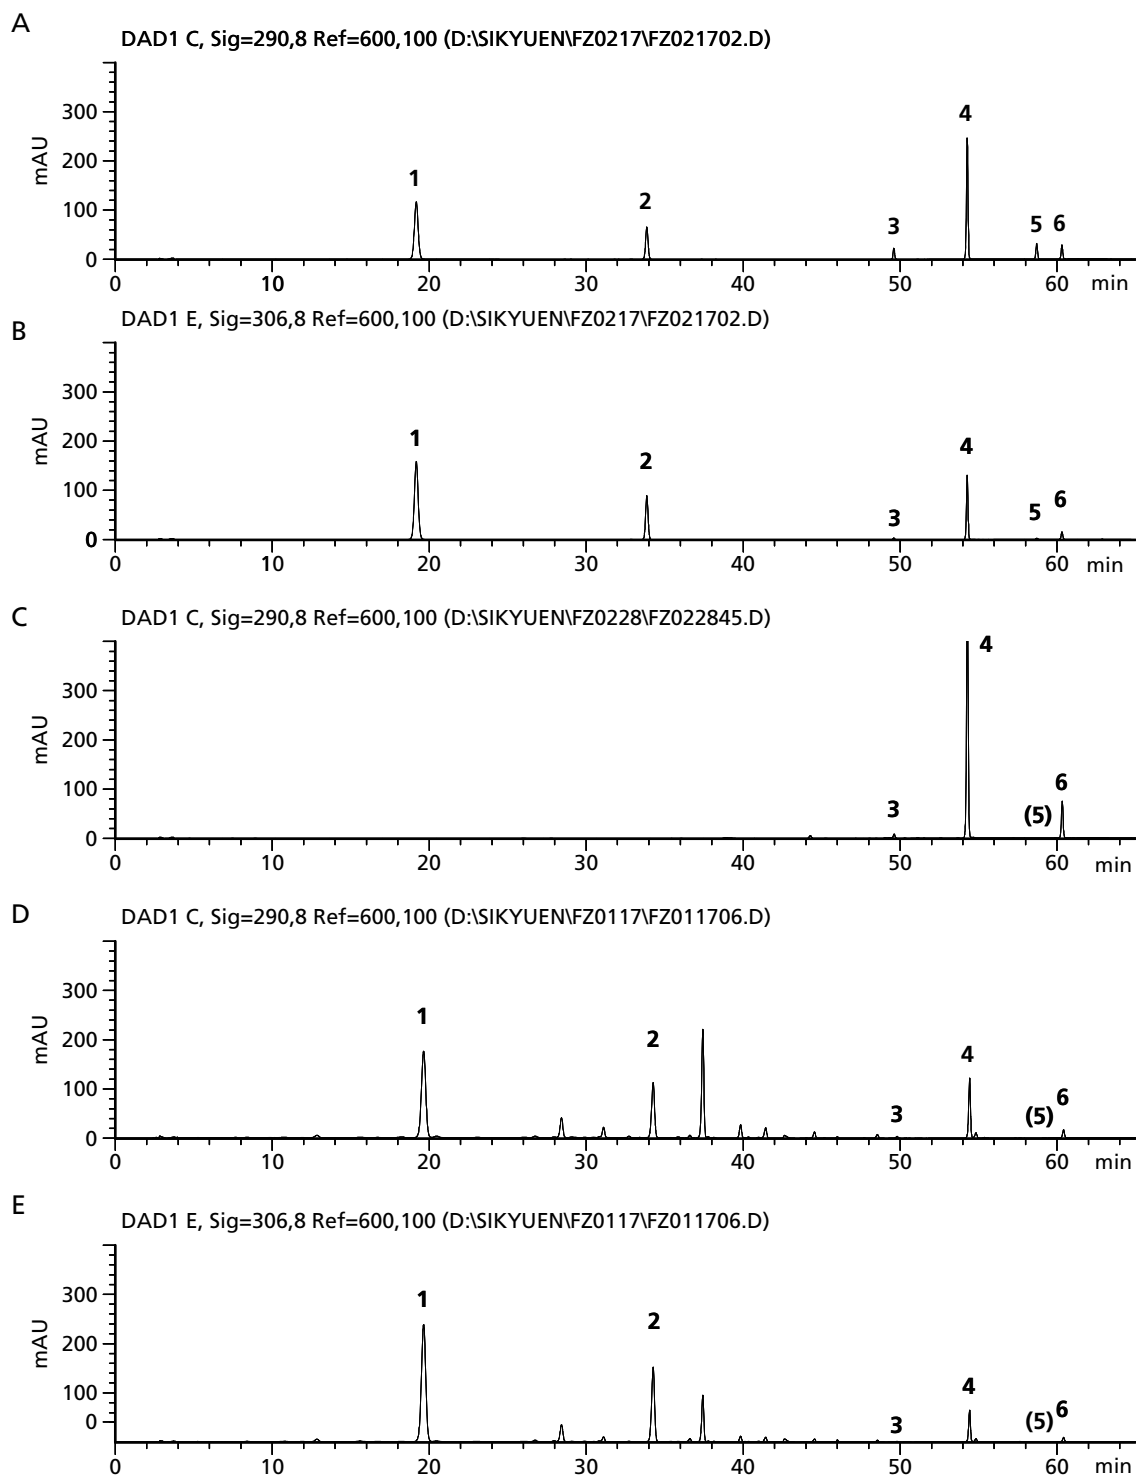 A
DAD1 C, Sig=290,8 Ref=600,100 (D:\SIKYUEN\FZ0217\FZ021702.D)
mAU
300
200
100
0
1
2
3
4
5
6
0 10 20 30 40 50 60 min
B
DAD1 E, Sig=306,8 Ref=600,100 (D:\SIKYUEN\FZ0217\FZ021702.D)
mAU
300
200
100
0
1
2
3
4
5
6
0 10 20 30 40 50 60 min
C
DAD1 C, Sig=290,8 Ref=600,100 (D:\SIKYUEN\FZ0228\FZ022845.D)
mAU
300
200
100
0
3
4
(5)
6
0 10 20 30 40 50 60 min
D
DAD1 C, Sig=290,8 Ref=600,100 (D:\SIKYUEN\FZ0117\FZ011706.D)
mAU
300
200
100
0
1
2
3
4
(5)
6
0 10 20 30 40 50 60 min
E
DAD1 E, Sig=306,8 Ref=600,100 (D:\SIKYUEN\FZ0117\FZ011706.D)
mAU
300
200
100
0
1
2
3
4
(5)
6
0 10 20 30 40 50 60 min